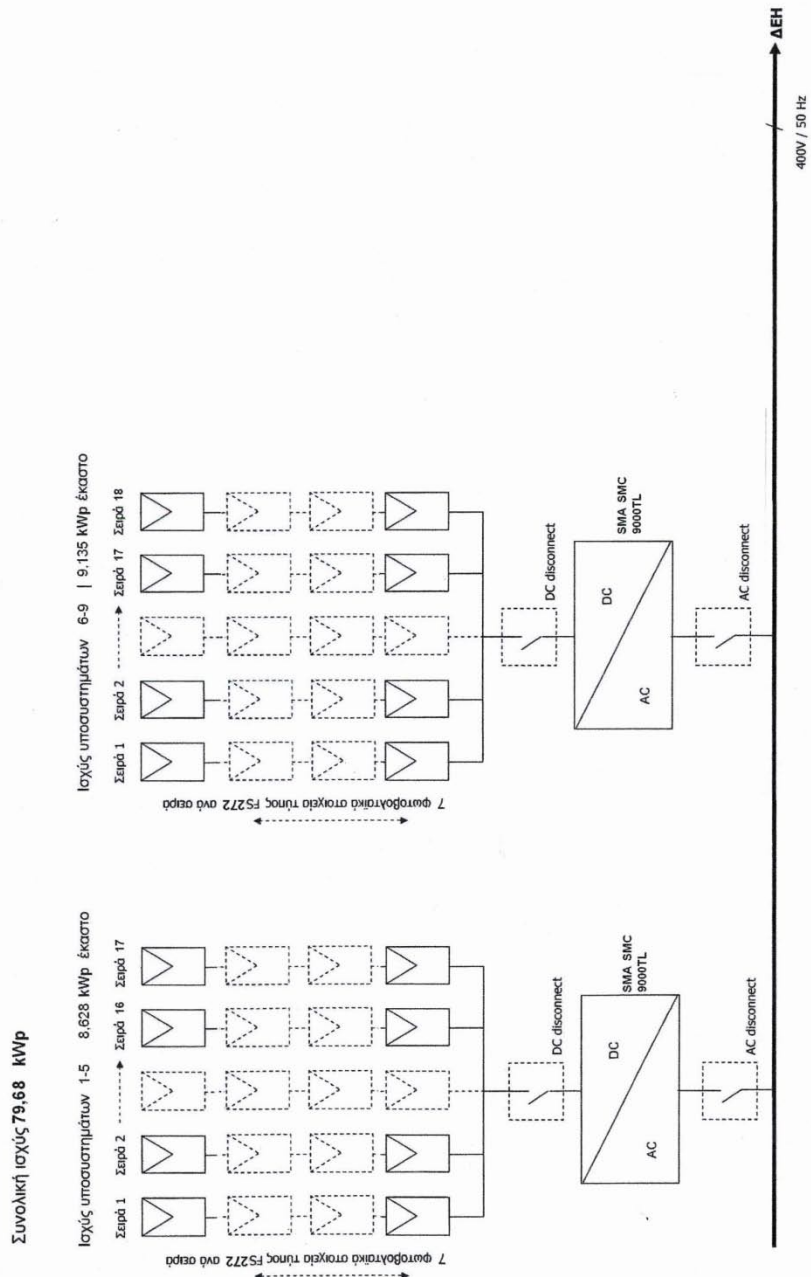 Συνολική ισχύς 79,68 kWp
Ισχύς υποσυστημάτων 1-5 8,628 kWp έκαστο
Σειρά 1
Σειρά 2
Σειρά 16
Σειρά 17
7 φωτοβολταϊκά στοιχεία τύπος FS272 ανά σειρά
DC disconnect
SMA SMC
9000TL
DC
AC
AC disconnect
Ισχύς υποσυστημάτων 6-9 | 9,135 kWp έκαστο
Σειρά 1
Σειρά 2
Σειρά 17
Σειρά 18
7 φωτοβολταϊκά στοιχεία τύπος FS272 ανά σειρά
DC disconnect
SMA SMC
9000TL
DC
AC
AC disconnect
400V / 50 Hz
ΔΕΗ